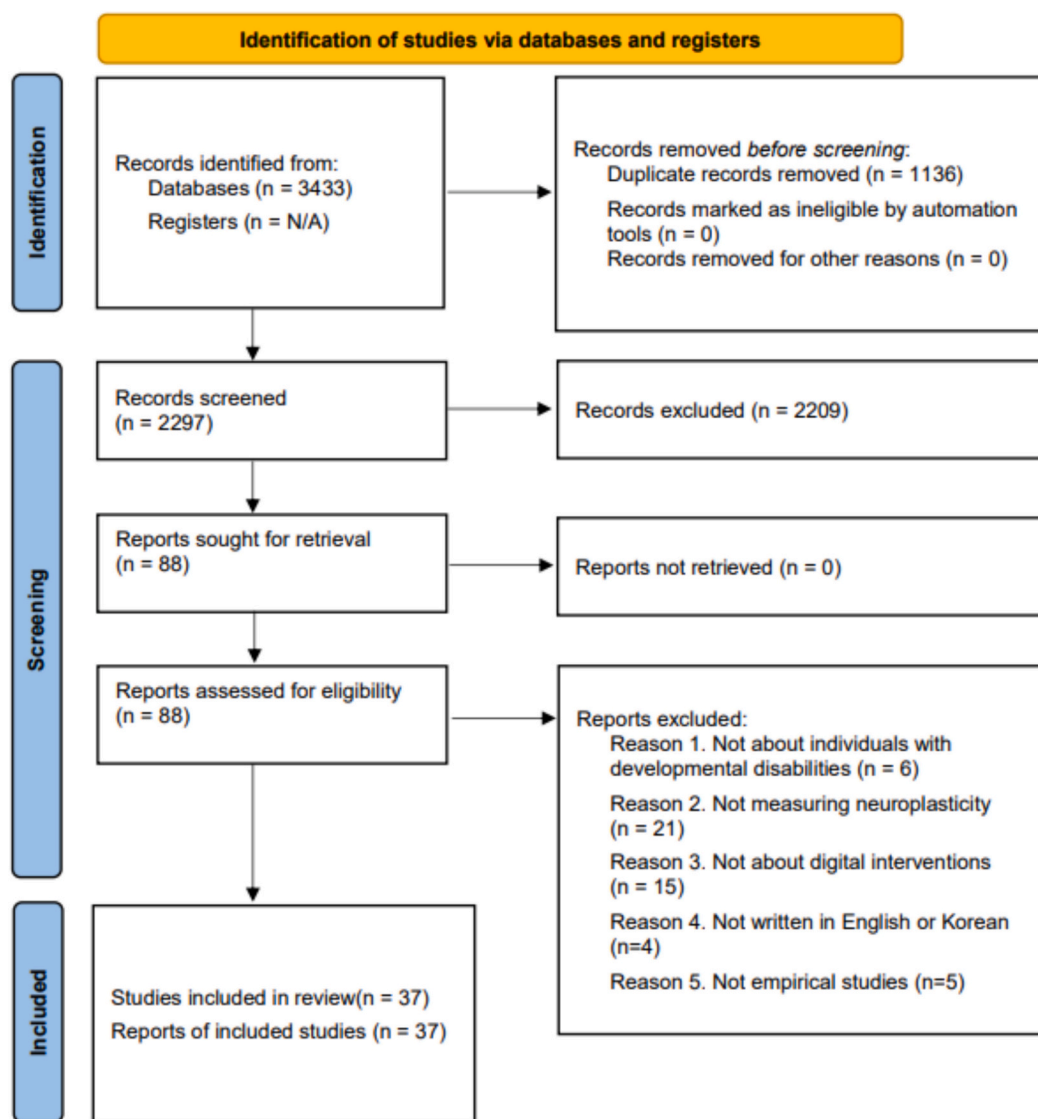 Identification of studies via databases and registers
Identification
Records identified from:
Databases (n = 3433)
Registers (n = N/A)
Records removed before screening:
Duplicate records removed (n = 1136)
Records marked as ineligible by automation
tools (n = 0)
Records removed for other reasons (n = 0)
Screening
Records screened
(n = 2297)
Records excluded (n = 2209)
Reports sought for retrieval
(n = 88)
Reports not retrieved (n = 0)
Reports assessed for eligibility
(n = 88)
Reports excluded:
Reason 1. Not about individuals with
developmental disabilities (n = 6)
Reason 2. Not measuring neuroplasticity
(n = 21)
Reason 3. Not about digital interventions
(n = 15)
Reason 4. Not written in English or Korean
(n=4)
Reason 5. Not empirical studies (n=5)
Included
Studies included in review(n = 37)
Reports of included studies (n = 37)